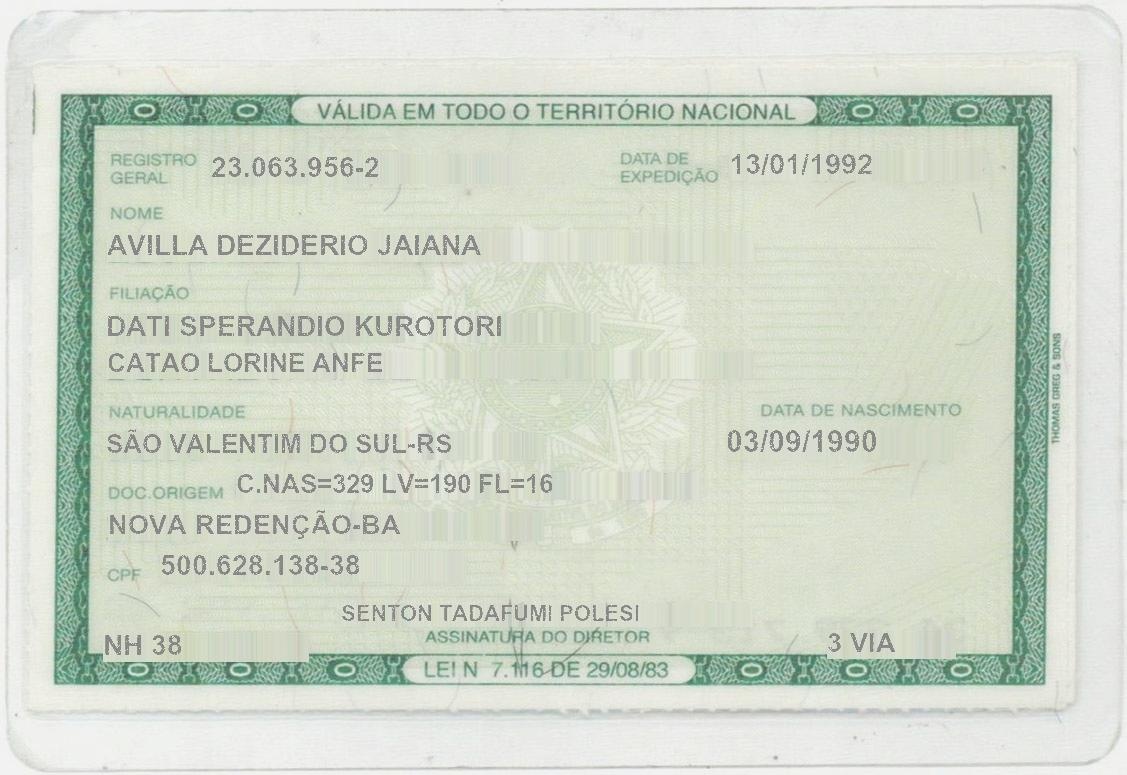 VÁLIDA EM TODO O TERRITÓRIO NACIONAL
REGISTRO GERAL 23.063.956-2 DATA DE EXPEDIÇÃO 13/01/1992
NOME
AVILLA DEZIDERIO JAIANA
FILIAÇÃO
DATI SPERANDIO KUROTORI
CATAO LORINE ANFE
NATURALIDADE DATA DE NASCIMENTO
SÃO VALENTIM DO SUL-RS 03/09/1990
DOC.ORIGEM C.NAS=329 LV=190 FL=16
NOVA REDENÇÃO-BA
CPF 500.628.138-38
SENTON TADAFUMI POLESI
ASSINATURA DO DIRETOR
NH 38 3 VIA
LEI N 7.116 DE 29/08/83
THOMAS GREG & SONS